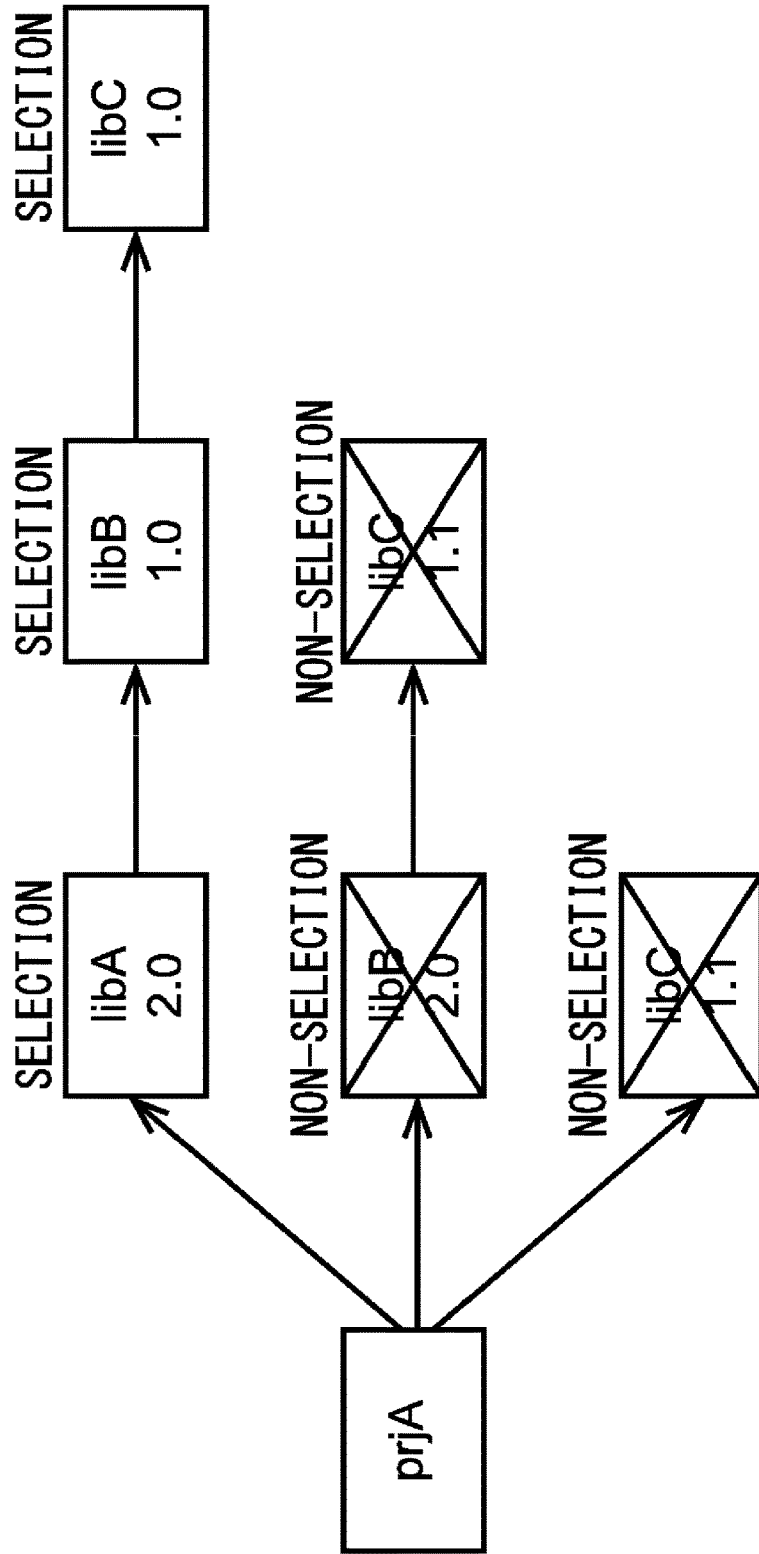 prjA
SELECTION
libA
2.0
SELECTION
libB
1.0
SELECTION
libC
1.0
NON-SELECTION
libB
2.0
NON-SELECTION
libC
1.1
NON-SELECTION
libC
1.1